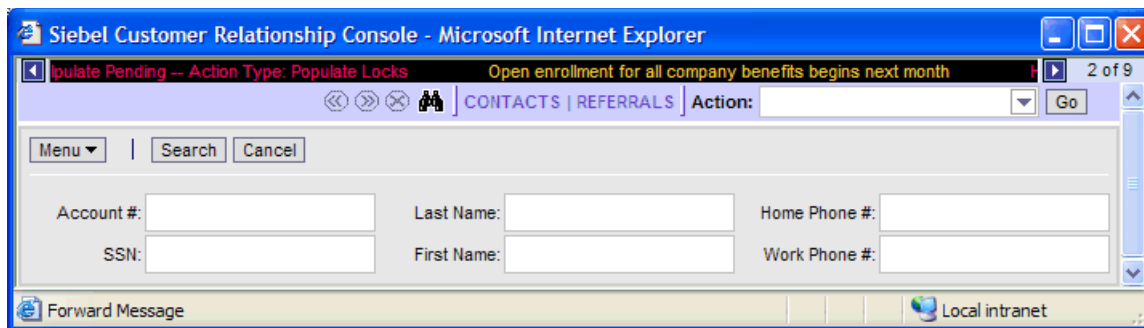 Siebel Customer Relationship Console - Microsoft Internet Explorer
Pending -- Action Type: Populate Locks Open enrollment for all company benefits begins next month 2 of 9
CONTACTS | REFERRALS Action: Go
Menu Search Cancel
Account #: Last Name: Home Phone #:
SSN: First Name: Work Phone #:
Forward Message Local intranet